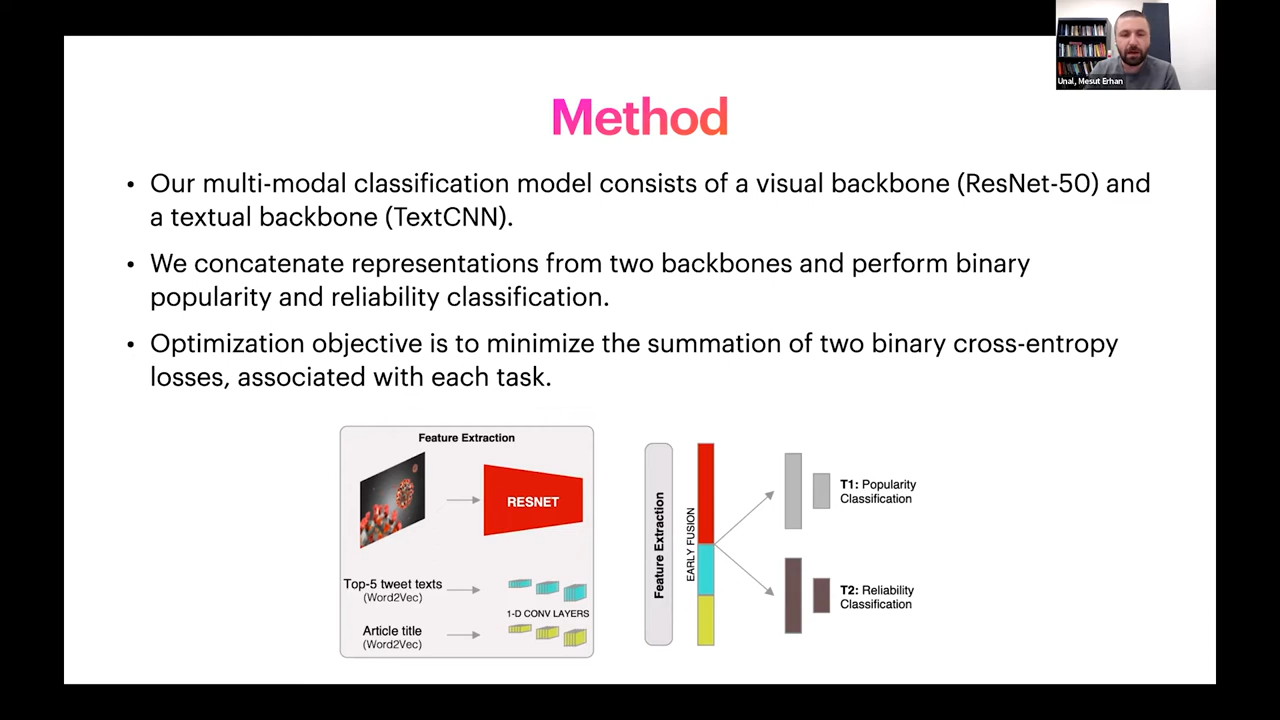 Unal, Mesut Erhan
Method
• Our multi-modal classification model consists of a visual backbone (ResNet-50) and
a textual backbone (TextCNN).
• We concatenate representations from two backbones and perform binary
popularity and reliability classification.
• Optimization objective is to minimize the summation of two binary cross-entropy
losses, associated with each task.
Feature Extraction
RESNET
Top-5 tweet texts
(Word2Vec)
1-D CONV LAYERS
Article title
(Word2Vec)
Feature Extraction
EARLY FUSION
T1: Popularity
Classification
T2: Reliability
Classification